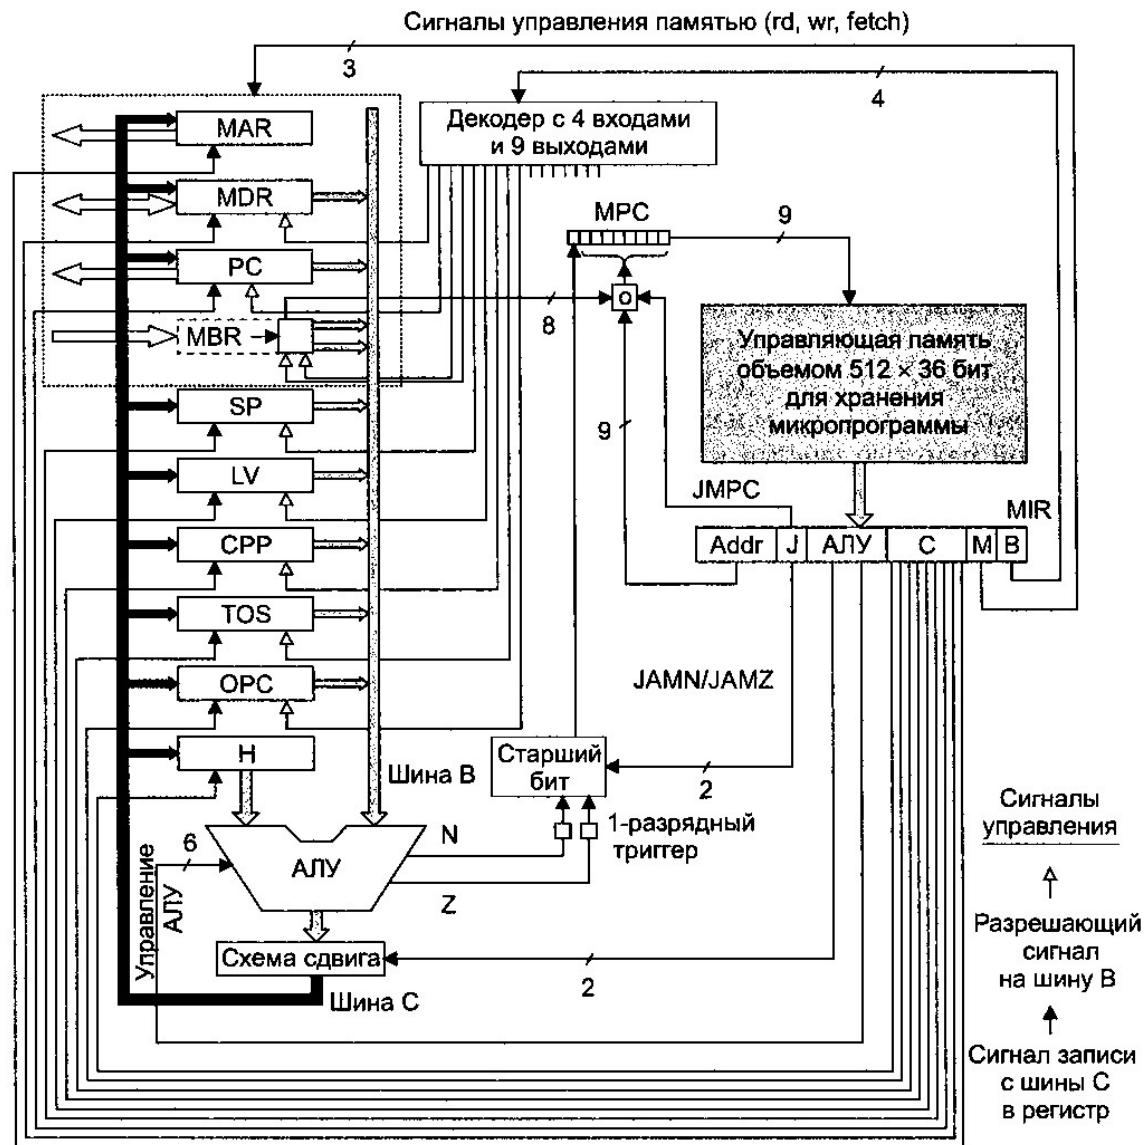 Сигналы управления памятью (rd, wr, fetch)
3
4
MAR
Декодер с 4 входами
и 9 выходами
MDR
MPC
9
PC
8
О
MBR
Управляющая память
объемом 512 × 36 бит
для хранения
микропрограммы
SP
9
LV
JMPC
MIR
CPP
Addr
J
АЛУ
C
M
B
TOS
OPC
JAMN/JAMZ
H
Шина B
Старший
бит
2
6
N
1-разрядный
триггер
АЛУ
Z
Управление
АЛУ
Схема сдвига
2
Шина C
Сигналы
управления
Разрешающий
сигнал
на шину B
Сигнал записи
с шины C
в регистр